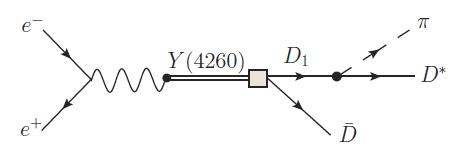 e⁻ π
Y(4260) D₁ D*
e⁺ D̄